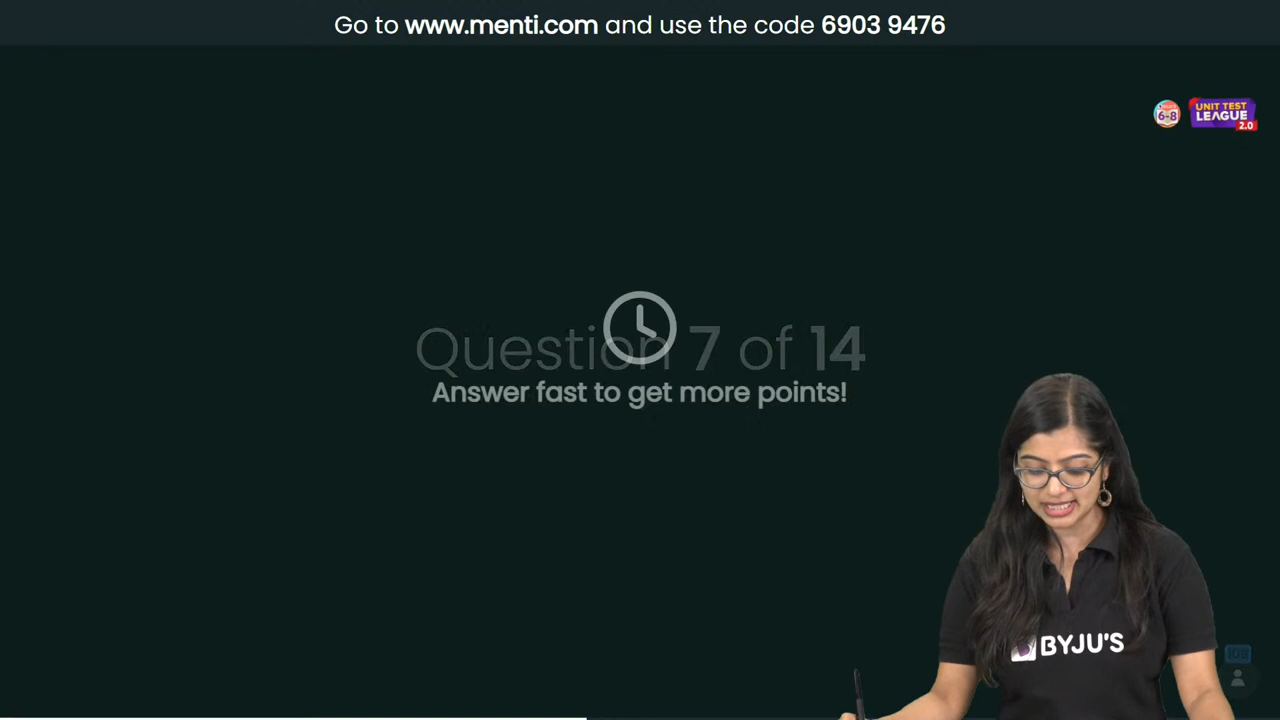 Go to www.menti.com and use the code 6903 9476
6-8
UNIT TEST
LEAGUE
2.0
Question 7 of 14
Answer fast to get more points!
BYJU'S